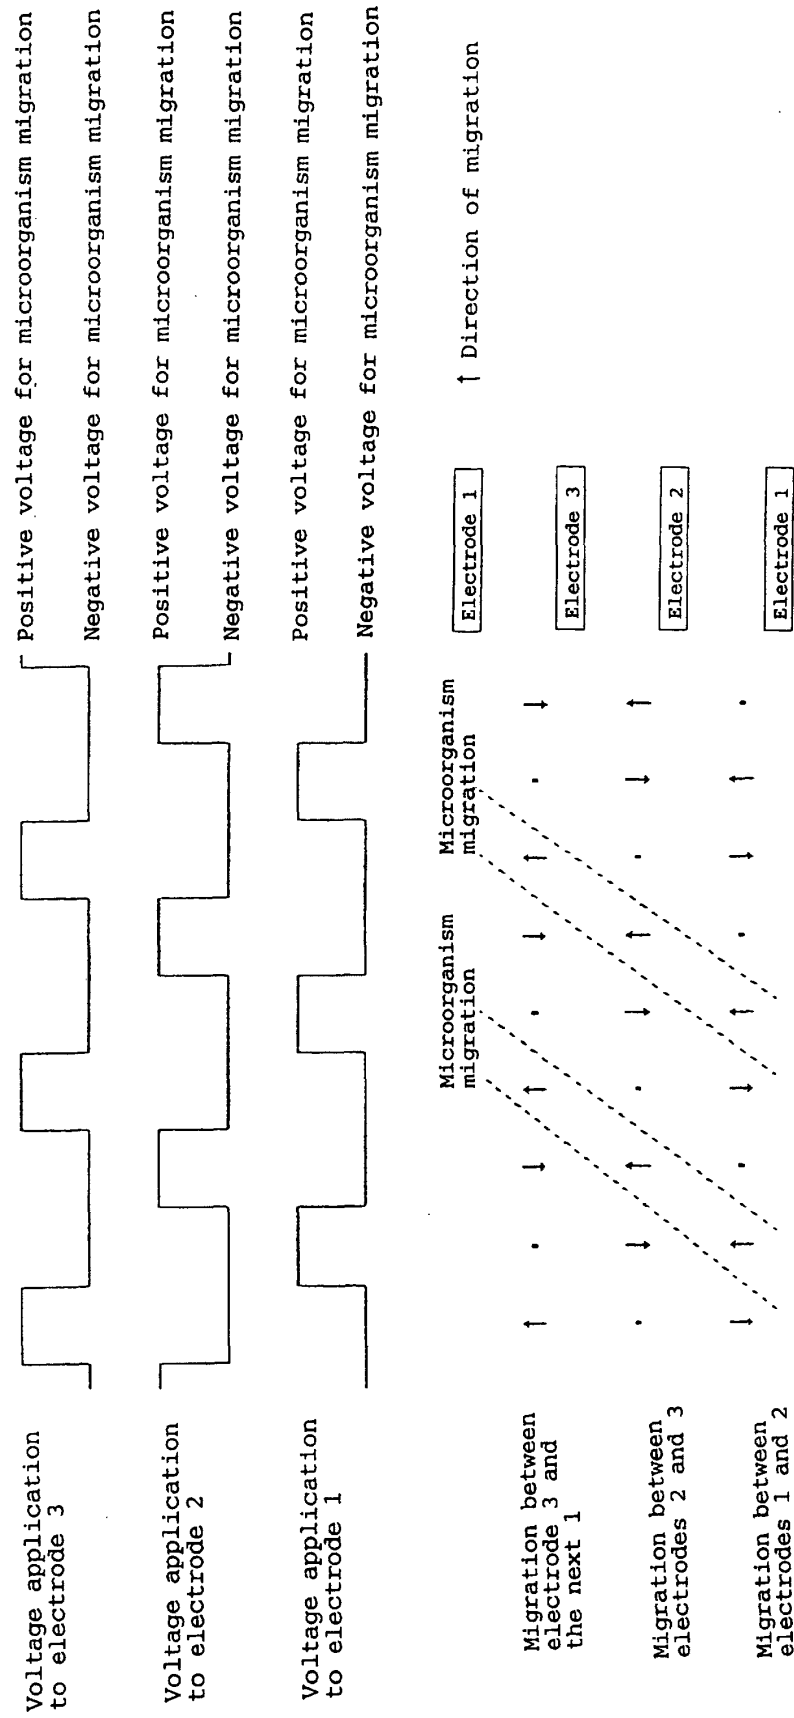 Voltage application
to electrode 3
Positive voltage for microorganism migration
Negative voltage for microorganism migration
Voltage application
to electrode 2
Positive voltage for microorganism migration
Negative voltage for microorganism migration
Voltage application
to electrode 1
Positive voltage for microorganism migration
Negative voltage for microorganism migration
Microorganism
migration
Microorganism
migration
Electrode 1
↑ Direction of migration
Migration between
electrode 3 and
the next 1
Electrode 3
Migration between
electrodes 2 and 3
Electrode 2
Migration between
electrodes 1 and 2
Electrode 1